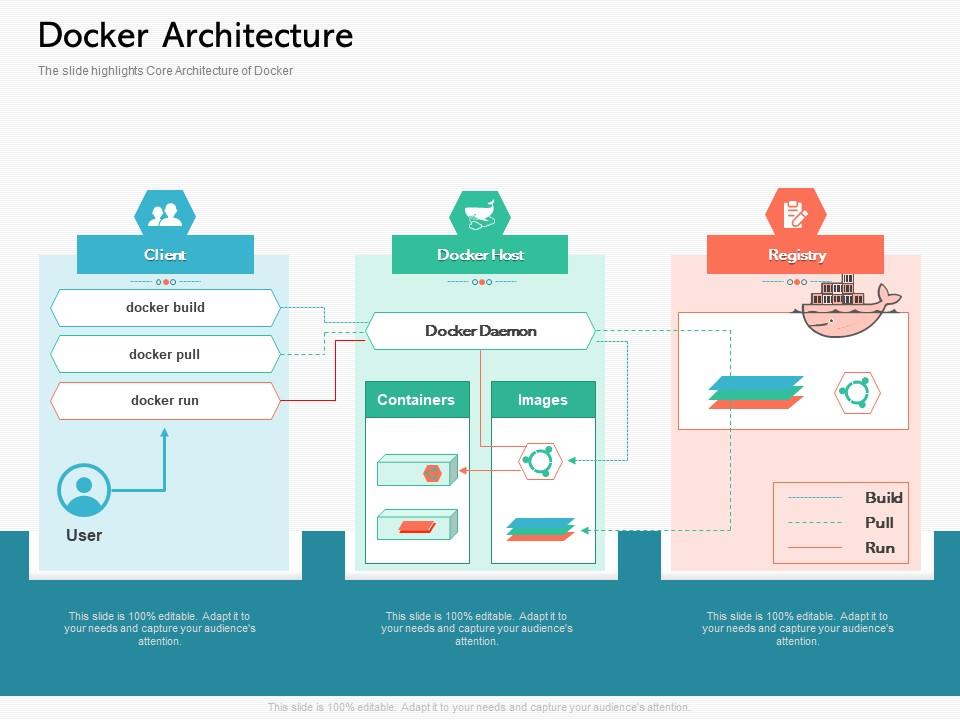 Docker Architecture
The slide highlights Core Architecture of Docker
Client
docker build
docker pull
docker run
User
Docker Host
Docker Daemon
Containers
Images
Registry
Build
Pull
Run
This slide is 100% editable. Adapt it to
your needs and capture your audience's
attention.
This slide is 100% editable. Adapt it to
your needs and capture your audience's
attention.
This slide is 100% editable. Adapt it to
your needs and capture your audience's
attention.
This slide is 100% editable. Adapt it to your needs and capture your audience's attention.